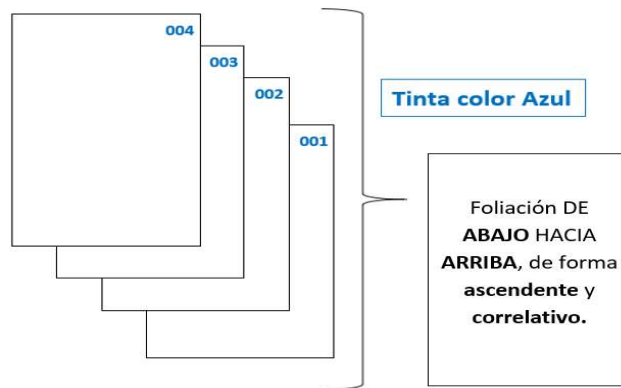 004
003
002
001
Tinta color Azul
Foliación DE
ABAJO HACIA
ARRIBA, de forma
ascendente y
correlativo.